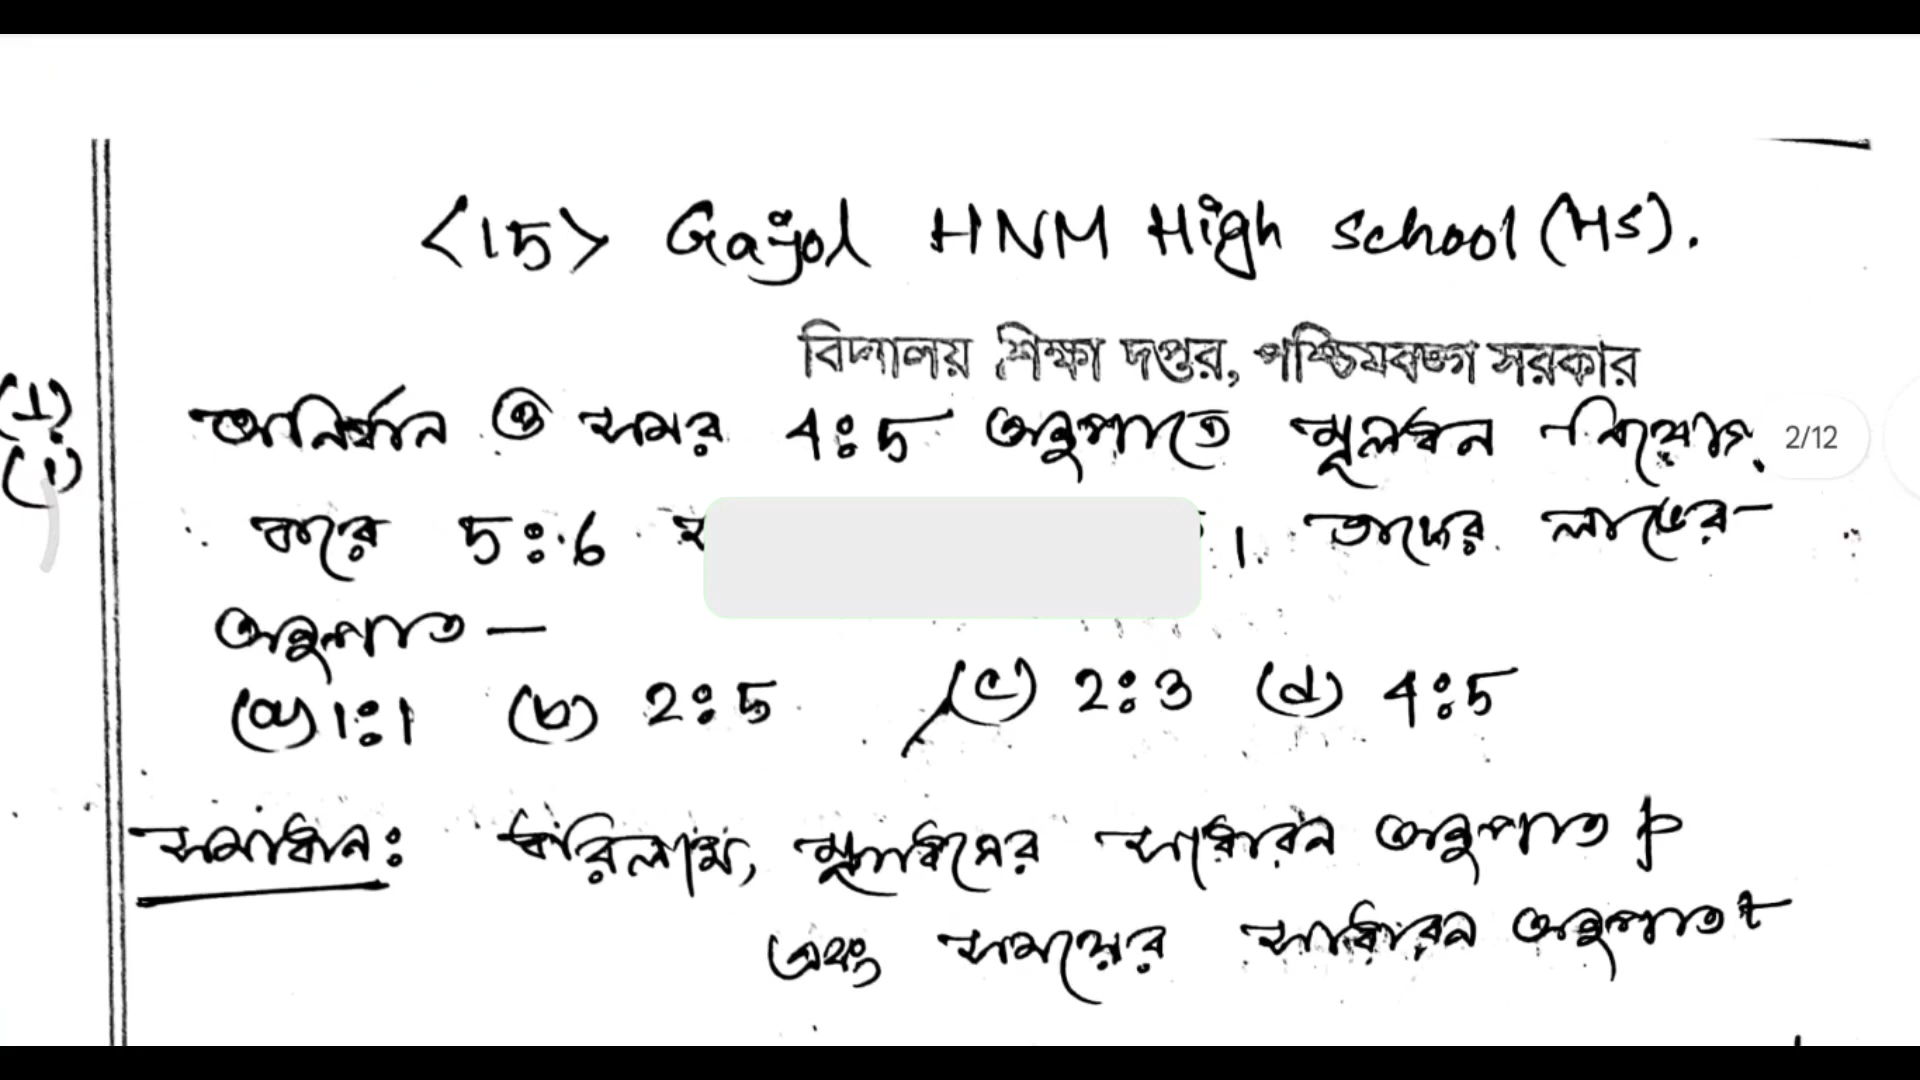 <15> Gajol HNM High School (HS).
বিদ্যালয় শিক্ষা দপ্তর, পশ্চিমবঙ্গ সরকার
(1).
(i) অনির্বান ও সমর 4:5 অনুপাতে মূলধন নিয়োগ
2/12
করে 5:6 । তাদের লাভের
অনুপাত —
(a) 1:1 (b) 2:5 (c) 2:3 (d) 4:5
সমাধান: ধরিলাম, মূলধনের সাধারন অনুপাত p
এবং সময়ের সাধারন অনুপাত t